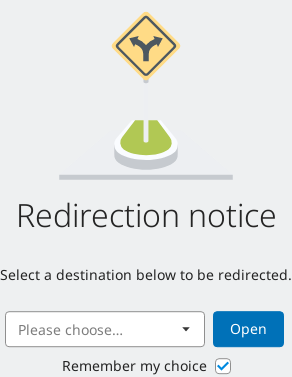 Redirection notice
Select a destination below to be redirected.
Please choose...
Open
Remember my choice